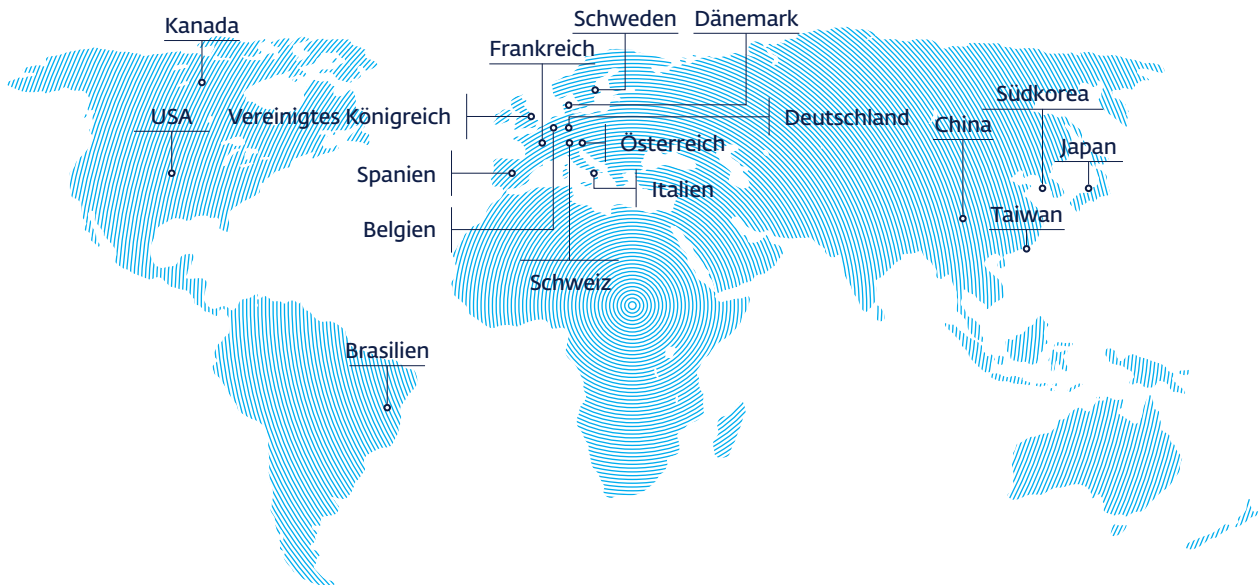 Schweden
Dänemark
Kanada
Frankreich
Südkorea
USA
Vereinigtes Königreich
Deutschland
China
Österreich
Japan
Spanien
Italien
Taiwan
Belgien
Schweiz
Brasilien